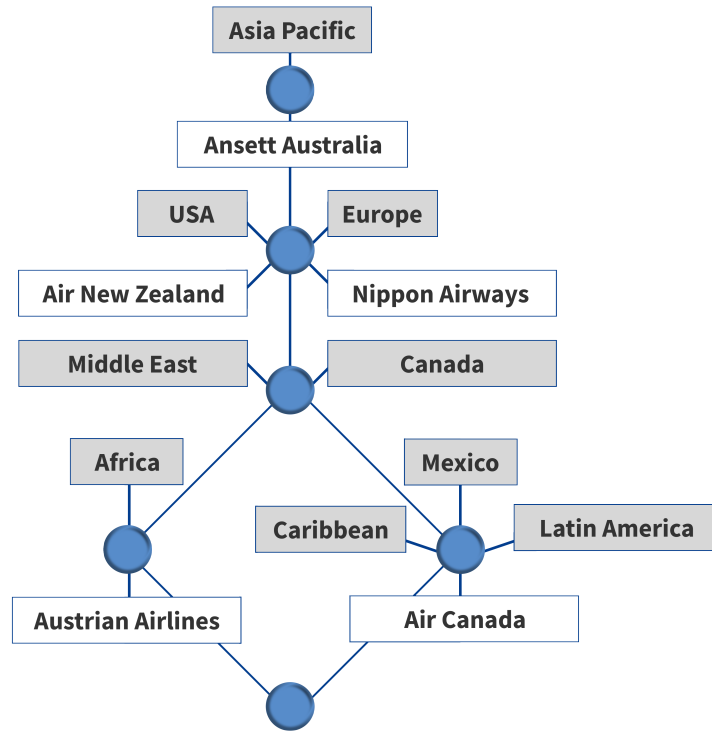 Asia Pacific
Ansett Australia
USA
Europe
Air New Zealand
Nippon Airways
Middle East
Canada
Africa
Mexico
Caribbean
Latin America
Austrian Airlines
Air Canada